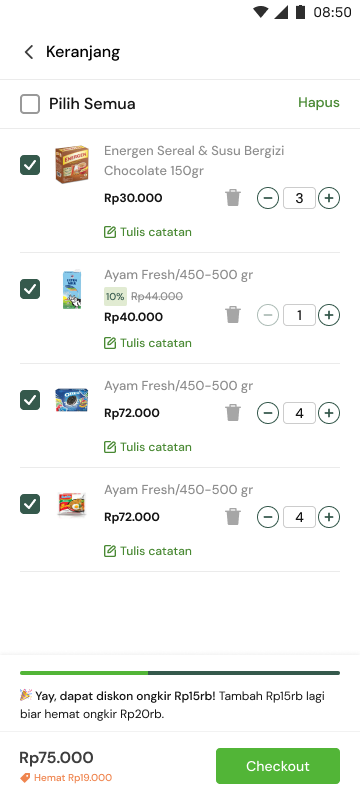 08:50
Keranjang
Pilih Semua
Hapus
Energen Sereal & Susu Bergizi
Chocolate 150gr
Rp30.000
3
Tulis catatan
Ayam Fresh/450-500 gr
10% Rp44.000
Rp40.000
1
Tulis catatan
Ayam Fresh/450-500 gr
Rp72.000
4
Tulis catatan
Ayam Fresh/450-500 gr
Rp72.000
4
Tulis catatan
Yay, dapat diskon ongkir Rp15rb! Tambah Rp15rb lagi
biar hemat ongkir Rp20rb.
Rp75.000
Hemat Rp19.000
Checkout